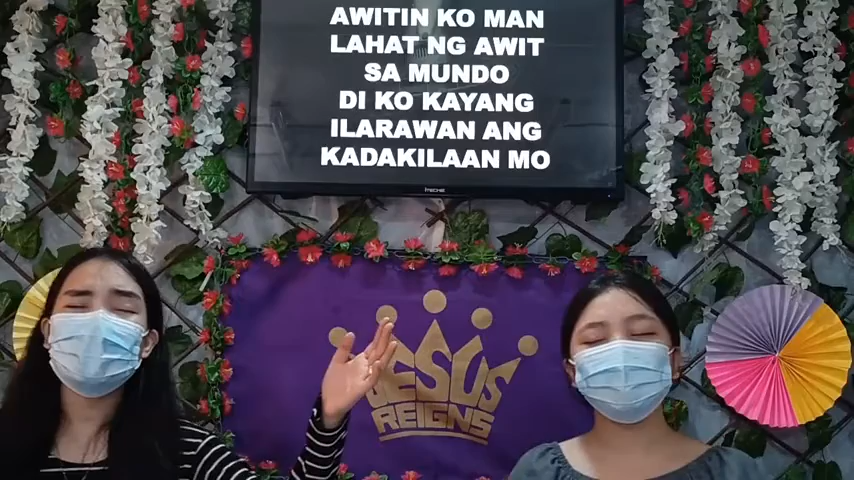 AWITIN KO MAN
LAHAT NG AWIT
SA MUNDO
DI KO KAYANG
ILARAWAN ANG
KADAKILAAN MO
JESUS
REIGNS